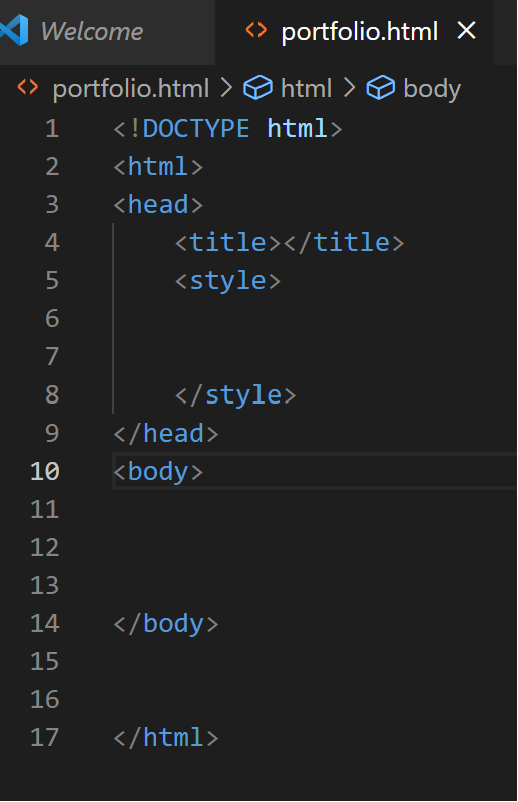 Welcome portfolio.html
portfolio.html > html > body
1 <!DOCTYPE html>
2 <html>
3 <head>
4     <title></title>
5     <style>
6
7
8     </style>
9 </head>
10 <body>
11
12
13
14 </body>
15
16
17 </html>